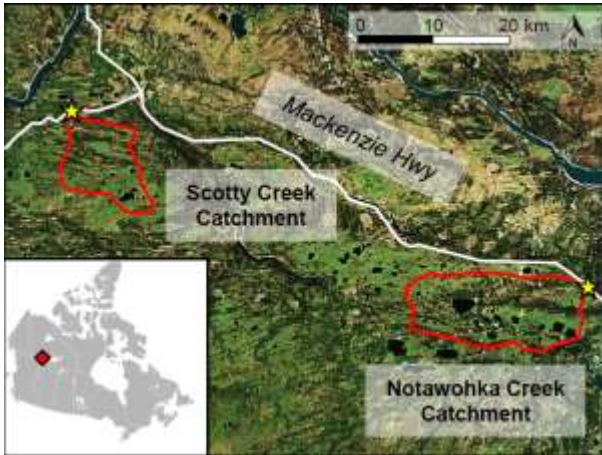 0 10 20 km
N
Mackenzie Hwy
Scotty Creek
Catchment
Notawohka Creek
Catchment